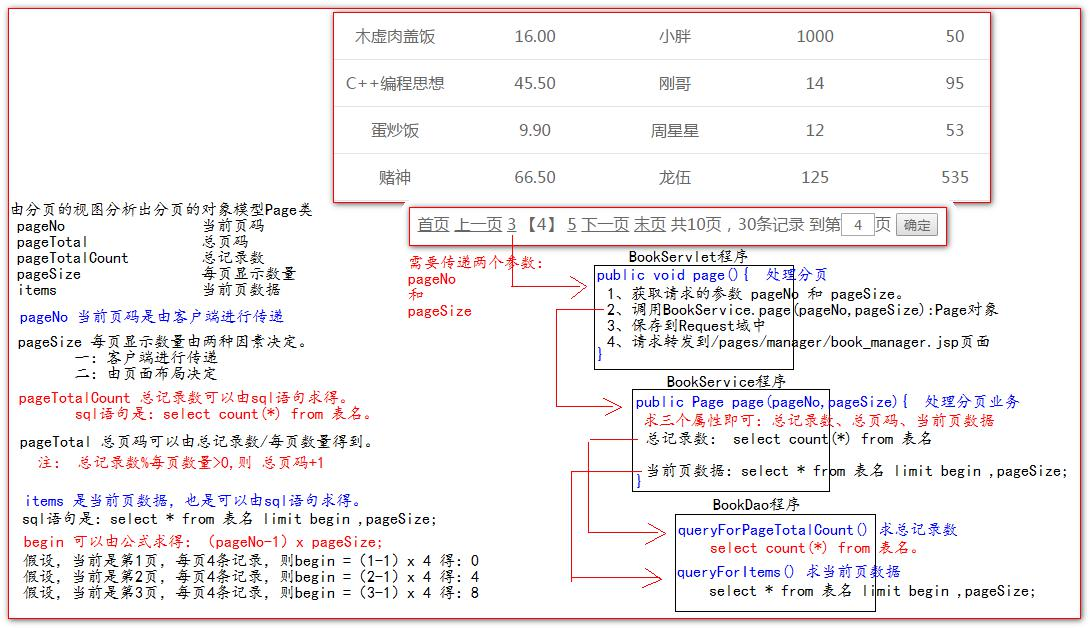 木虚肉盖饭 16.00 小胖 1000 50
C++编程思想 45.50 刚哥 14 95
蛋炒饭 9.90 周星星 12 53
赌神 66.50 龙伍 125 535
首页 上一页 3 【4】 5 下一页 末页 共10页，30条记录 到第 4 页 确定
由分页的视图分析出分页的对象模型Page类
pageNo 当前页码
pageTotal 总页码
pageTotalCount 总记录数
pageSize 每页显示数量
items 当前页数据
pageNo 当前页码是由客户端进行传递
pageSize 每页显示数量由两种因素决定。
一：客户端进行传递
二：由页面布局决定
pageTotalCount 总记录数可以由sql语句求得。
sql语句是：select count(*) from 表名。
pageTotal 总页码可以由总记录数/每页数量得到。
注： 总记录数%每页数量>0,则 总页码+1
items 是当前页数据，也是可以由sql语句求得。
sql语句是：select * from 表名 limit begin ,pageSize;
begin 可以由公式求得：（pageNo-1）x pageSize;
假设，当前是第1页，每页4条记录，则begin =（1-1）x 4 得：0
假设，当前是第2页，每页4条记录，则begin =（2-1）x 4 得：4
假设，当前是第3页，每页4条记录，则begin =（3-1）x 4 得：8
需要传递两个参数：
pageNo
和
pageSize
BookServlet程序
public void page(){ 处理分页
1、获取请求的参数 pageNo 和 pageSize。
2、调用BookService.page(pageNo,pageSize):Page对象
3、保存到Request域中
4、请求转发到/pages/manager/book_manager.jsp页面
}
BookService程序
public Page page(pageNo,pageSize){ 处理分页业务
求三个属性即可：总记录数、总页码、当前页数据
总记录数： select count(*) from 表名
当前页数据：select * from 表名 limit begin ,pageSize;
}
BookDao程序
queryForPageTotalCount() 求总记录数
select count(*) from 表名。
queryForItems() 求当前页数据
select * from 表名 limit begin ,pageSize;